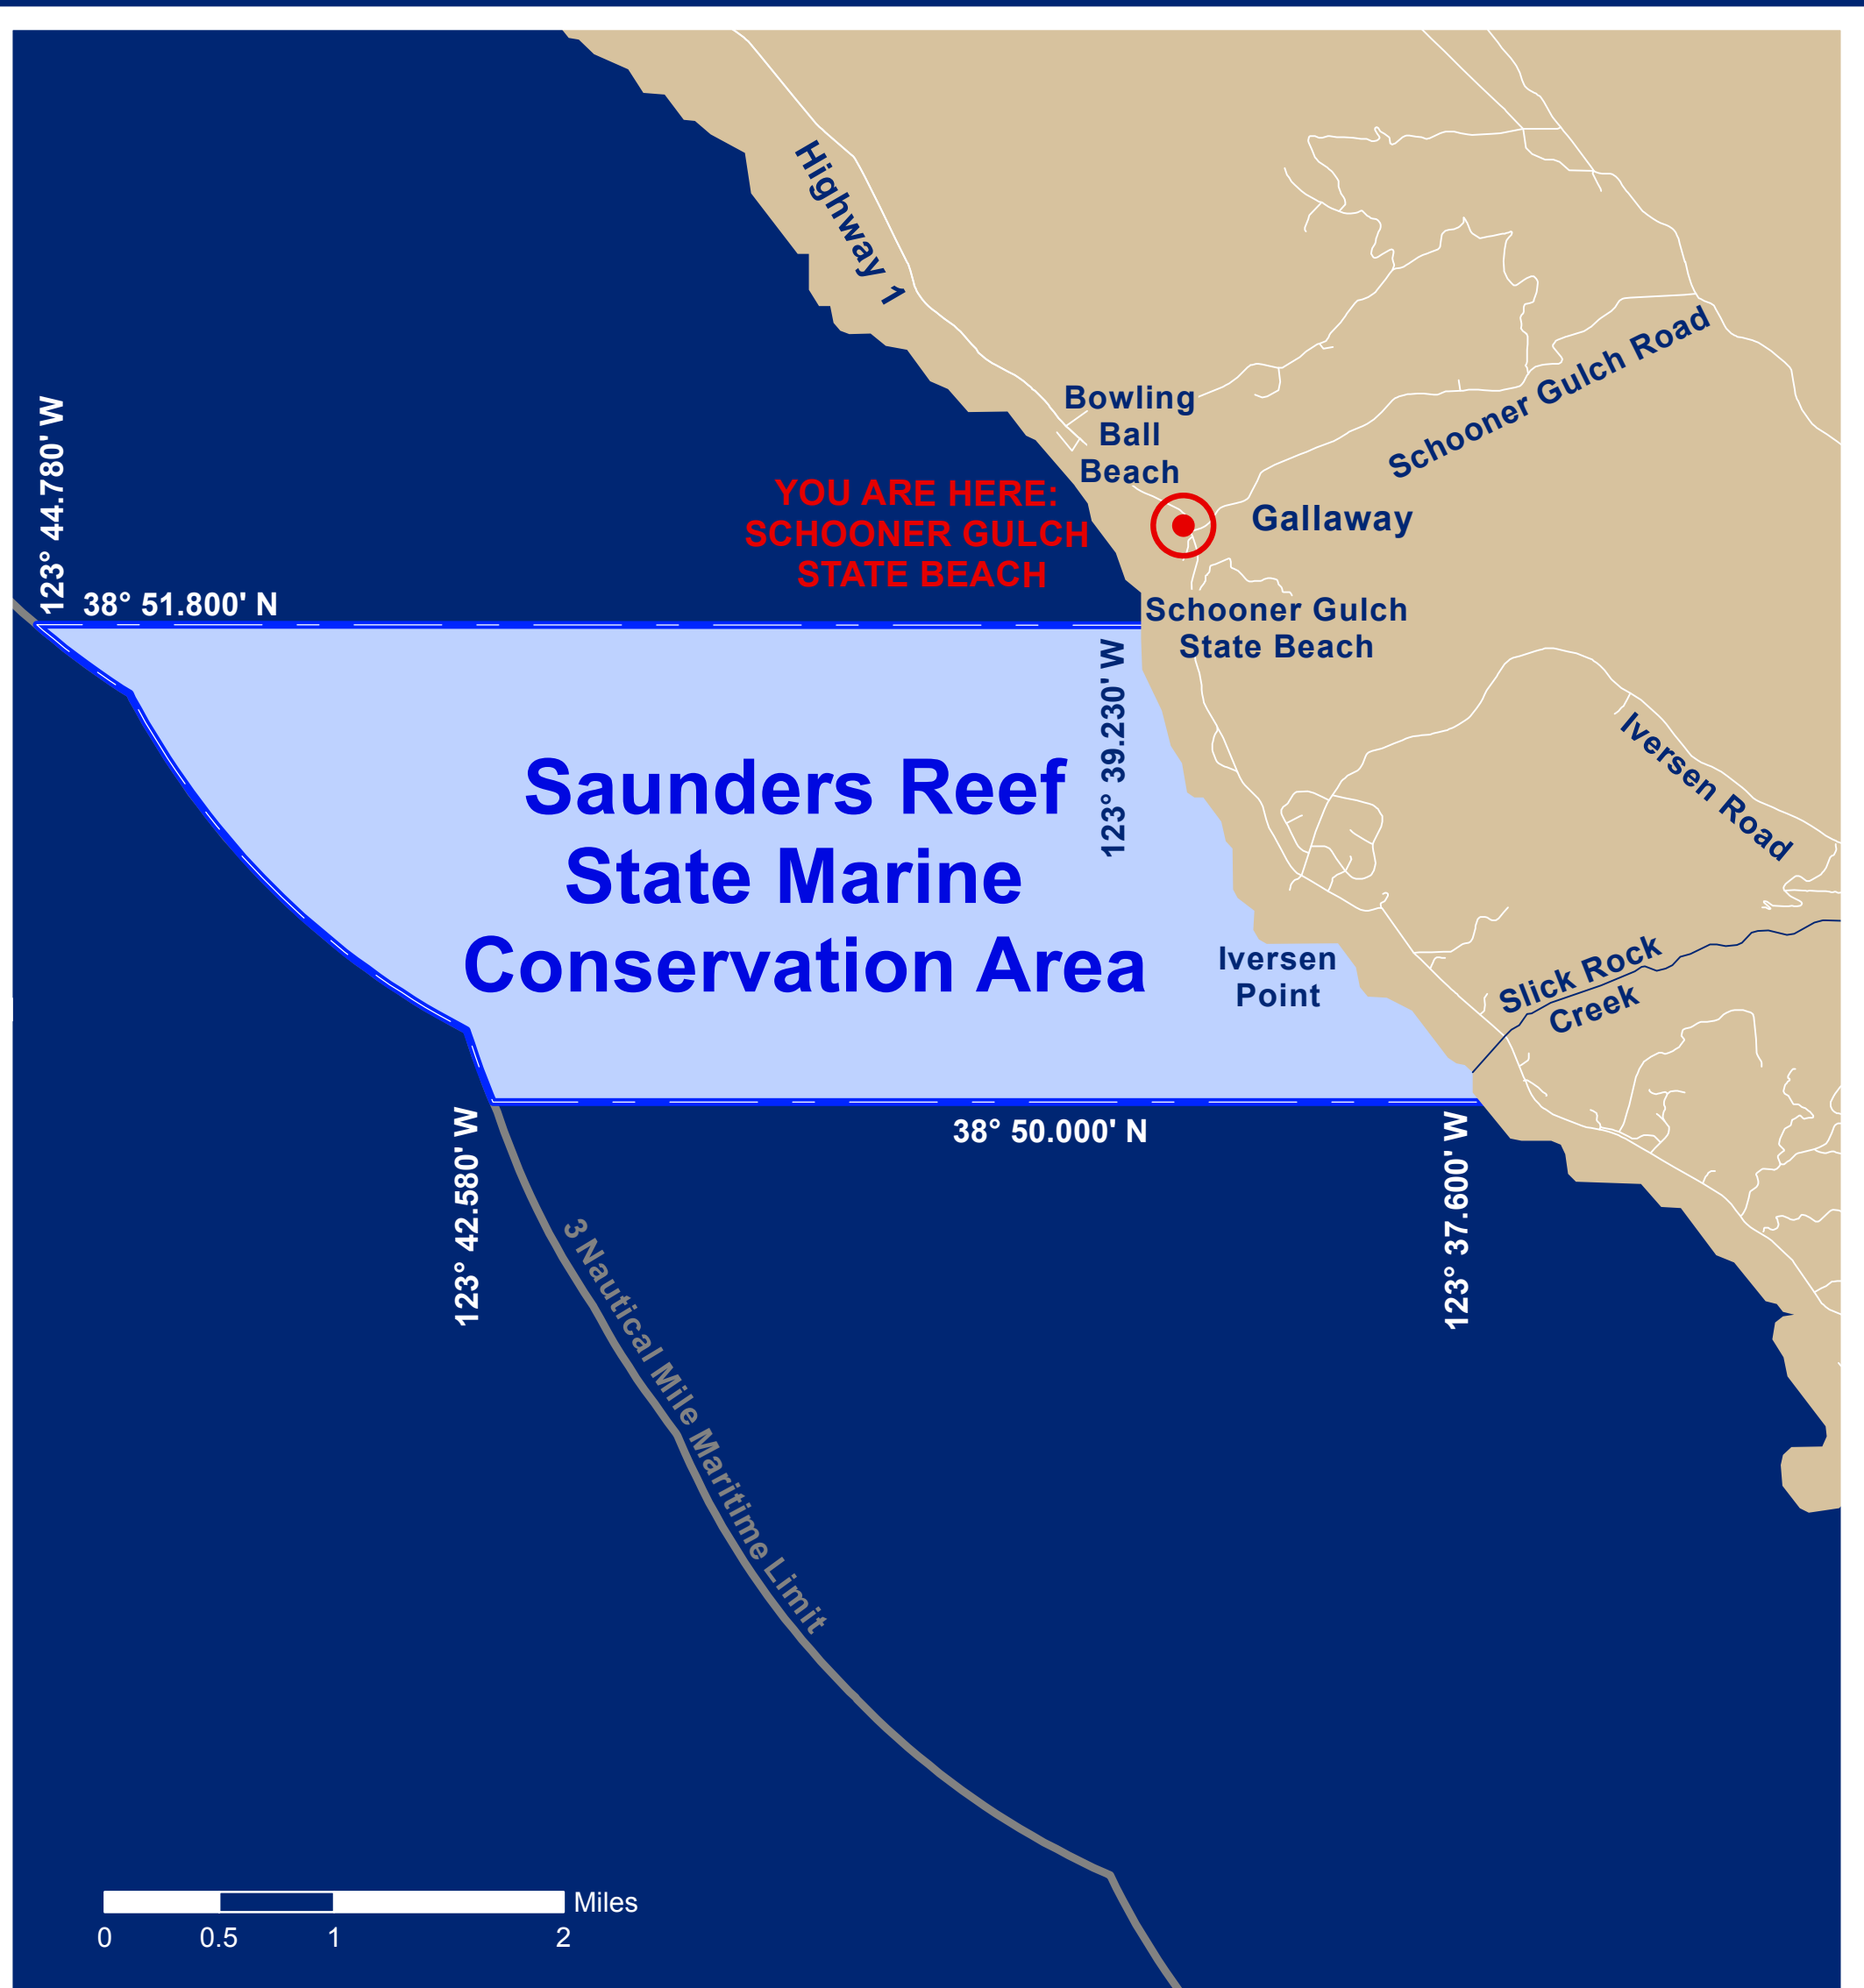 Highway 1
Bowling
Ball
Beach
Schooner Gulch Road
YOU ARE HERE:
SCHOONER GULCH
STATE BEACH
Gallaway
123° 44.780' W
38° 51.800' N
Schooner Gulch
State Beach
123° 39.230' W
Iversen Road
Saunders Reef
State Marine
Conservation Area
Iversen
Point
Slick Rock
Creek
38° 50.000' N
123° 42.580' W
123° 37.600' W
3 Nautical Mile Maritime Limit
Miles
0 0.5 1 2